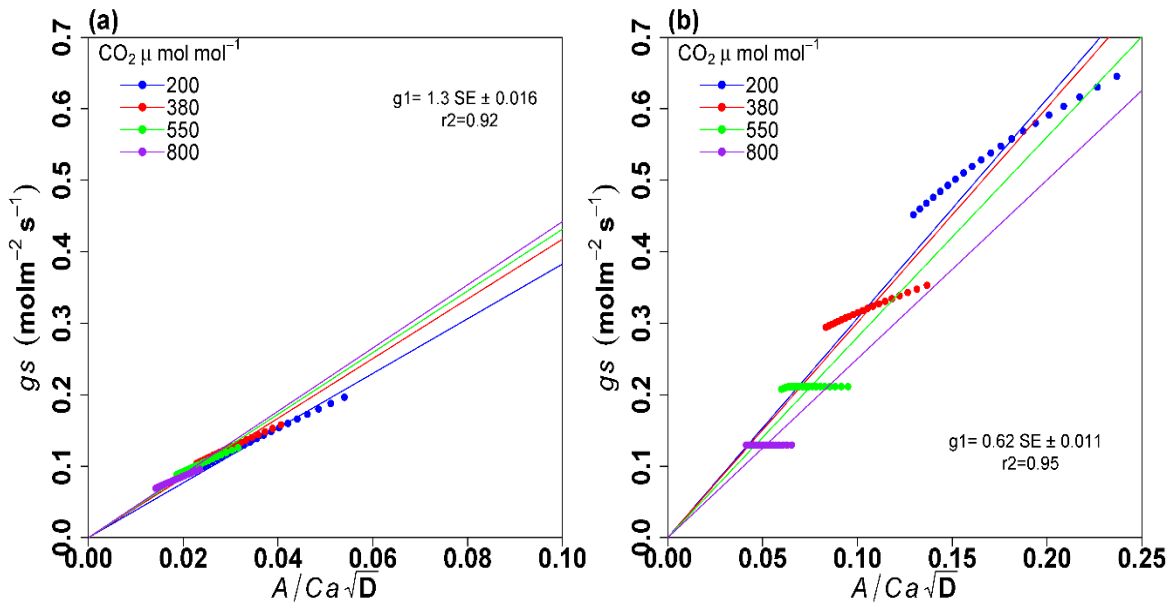 (a)
CO₂ μ mol mol⁻¹
200
380
550
800
g1= 1.3 SE ± 0.016
r2=0.92
0.7
0.6
0.5
0.4
0.3
0.2
0.1
0.0
gs (molm⁻² s⁻¹)
0.00 0.02 0.04 0.06 0.08 0.10
A/Ca√D
(b)
CO₂ μ mol mol⁻¹
200
380
550
800
g1= 0.62 SE ± 0.011
r2=0.95
0.7
0.6
0.5
0.4
0.3
0.2
0.1
0.0
gs (molm⁻² s⁻¹)
0.00 0.05 0.10 0.15 0.20 0.25
A/Ca√D